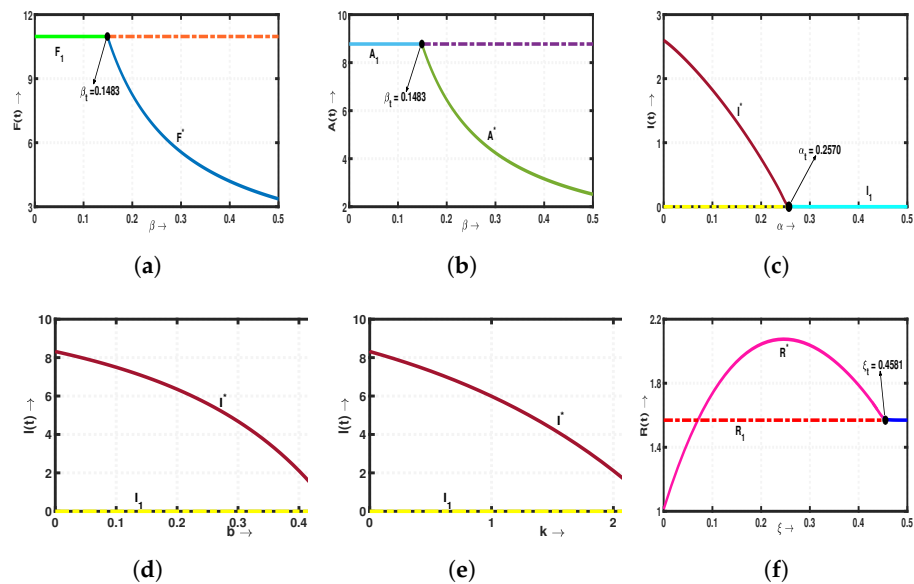 12
9
6
3
0 0.1 0.2 0.3 0.4 0.5
F(t) →
β →
F1
F*
βt =0.1483
(a)
10
8
6
4
2
0 0.1 0.2 0.3 0.4 0.5
A(t) →
β →
A1
A*
βt =0.1483
(b)
3
2
1
0
0 0.1 0.2 0.3 0.4 0.5
I(t) →
α →
I*
αt = 0.2570
I1
(c)
10
8
6
4
2
0
0 0.1 0.2 0.3 0.4
I(t) →
b →
I*
I1
(d)
10
8
6
4
2
0
0 1 2
I(t) →
k →
I*
I1
(e)
2.2
1.8
1.4
1
0 0.1 0.2 0.3 0.4 0.5
R(t) →
ξ →
R*
ξt = 0.4581
R1
(f)